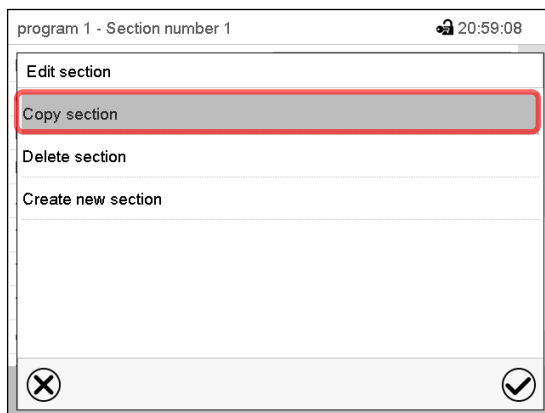 program 1 - Section number 1 20:59:08
Edit section
Copy section
Delete section
Create new section